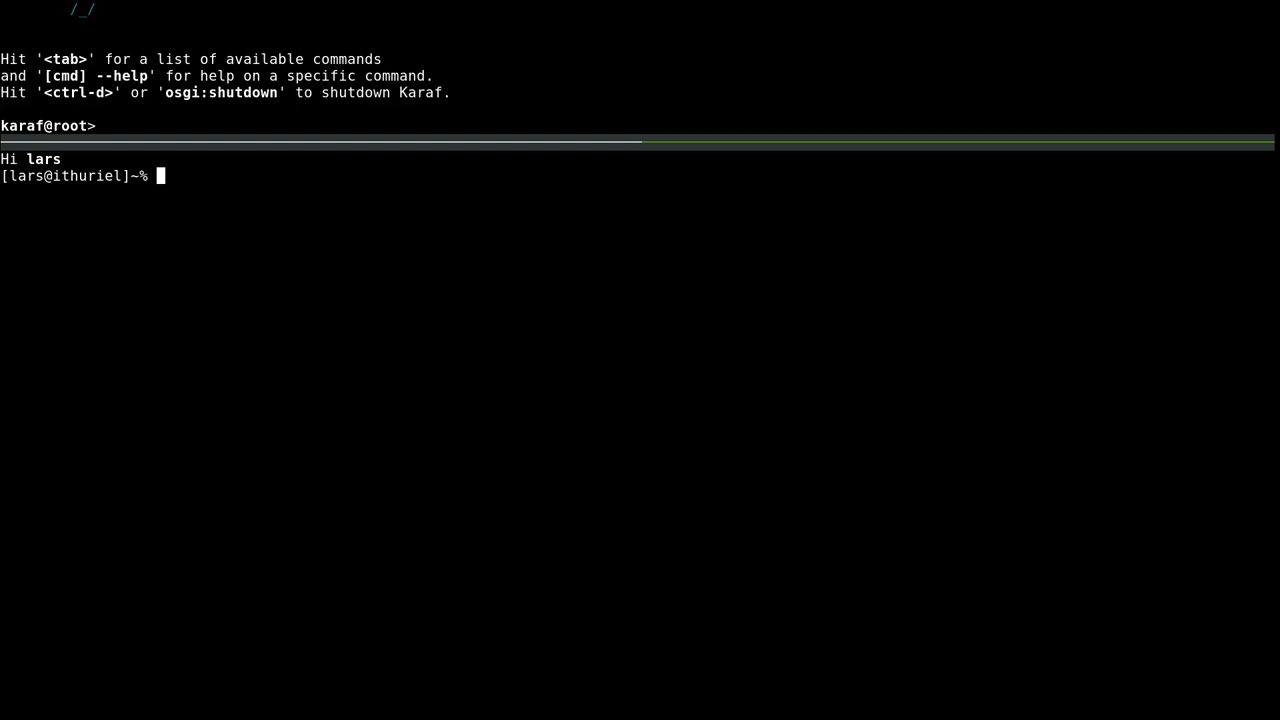 /_/
Hit '<tab>' for a list of available commands
and '[cmd] --help' for help on a specific command.
Hit '<ctrl-d>' or 'osgi:shutdown' to shutdown Karaf.
karaf@root>
Hi lars
[lars@ithuriel]~%